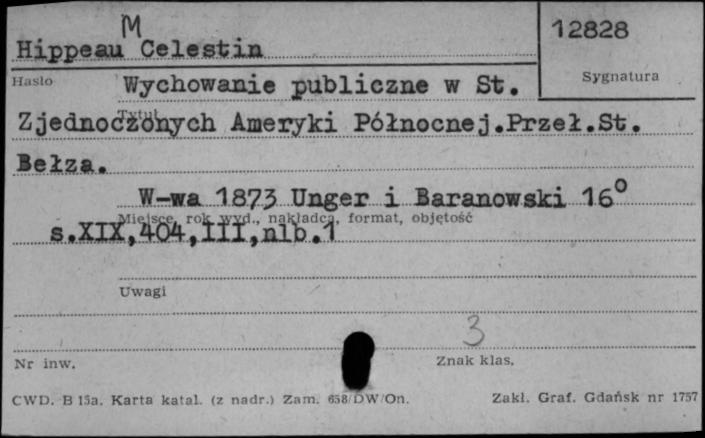 M
12828
Hippeau Celestin
Hasło
Sygnatura
Wychowanie publiczne w St.
Tytuł
Zjednoczonych Ameryki Północnej.Przeł.St.
Bełza.
W-wa 1873 Unger i Baranowski 16°
Miejsce, rok wyd., nakładca, format, objętość
s.XIX,404,III,nlb.1
Uwagi
3
Nr inw.
Znak klas.
CWD. B 15a. Karta katal. (z nadr.) Zam. 658/DW/On.
Zakł. Graf. Gdańsk nr 1757